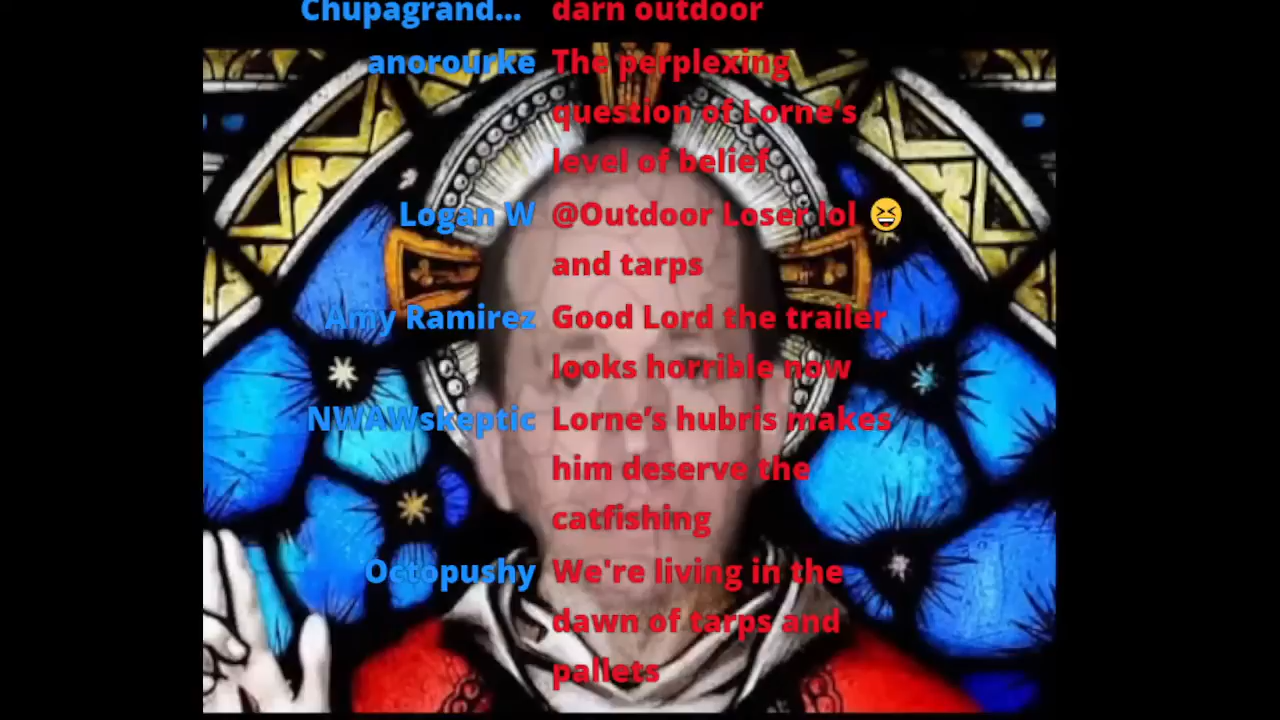 Chupagrand... darn outdoor
anorourke The perplexing
question of Lorne's
level of belief
Logan W @Outdoor Loser lol 😆
and tarps
Amy Ramirez Good Lord the trailer
looks horrible now
NWAWskeptic Lorne’s hubris makes
him deserve the
catfishing
Octopushy We're living in the
dawn of tarps and
pallets